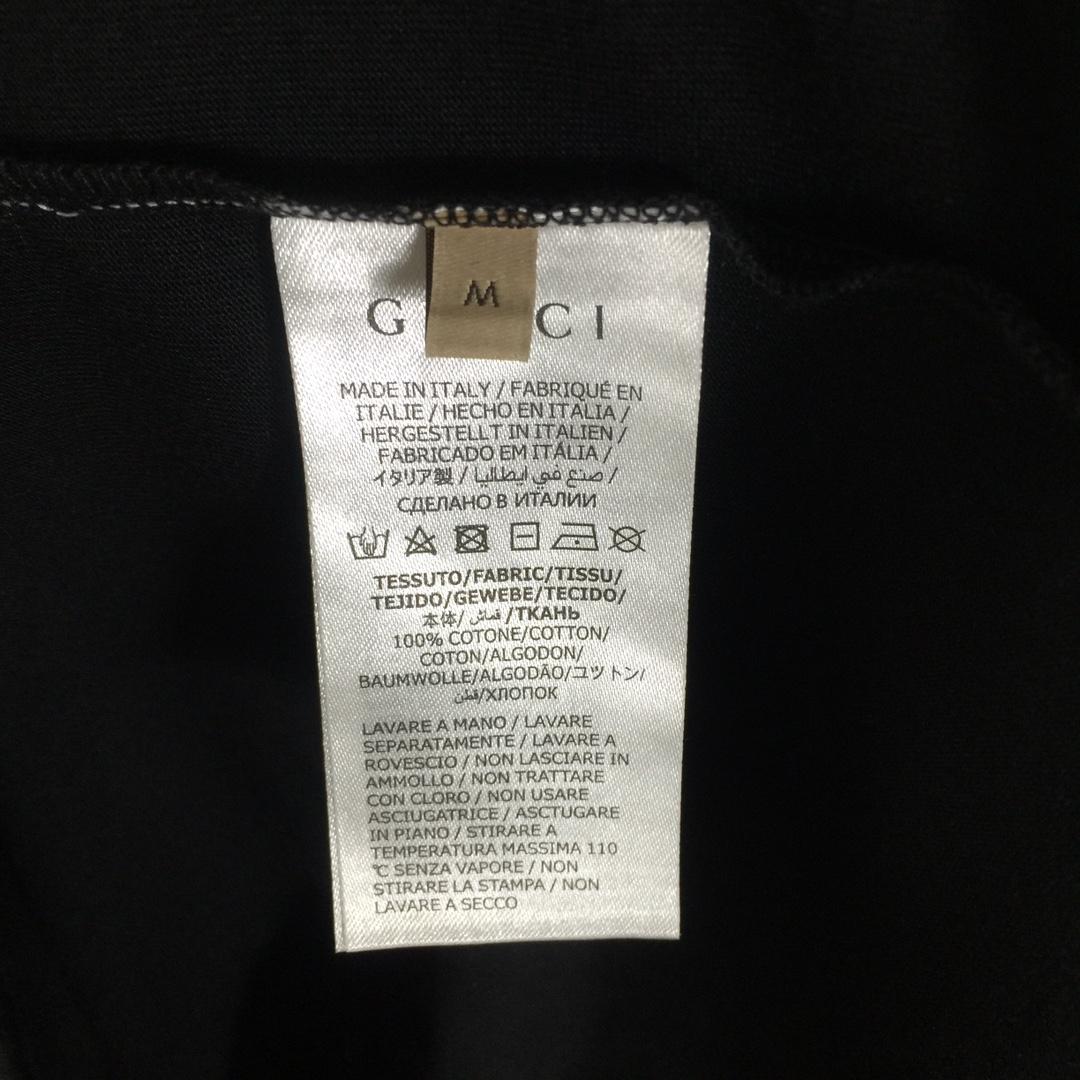 M
G CI
MADE IN ITALY / FABRIQUÉ EN
ITALIE / HECHO EN ITALIA /
HERGESTELLT IN ITALIEN /
FABRICADO EM ITÁLIA /
イタリア製 / صنع في ايطاليا /
СДЕЛАНО В ИТАЛИИ
TESSUTO/FABRIC/TISSU/
TEJIDO/GEWEBE/TECIDO/
本体/ قماش /ТКАНЬ
100% COTONE/COTTON/
COTON/ALGODON/
BAUMWOLLE/ALGODÃO/コットン/
قطن/ХЛОПОК
LAVARE A MANO / LAVARE
SEPARATAMENTE / LAVARE A
ROVESCIO / NON LASCIARE IN
AMMOLLO / NON TRATTARE
CON CLORO / NON USARE
ASCIUGATRICE / ASCTUGARE
IN PIANO / STIRARE A
TEMPERATURA MASSIMA 110
℃ SENZA VAPORE / NON
STIRARE LA STAMPA / NON
LAVARE A SECCO